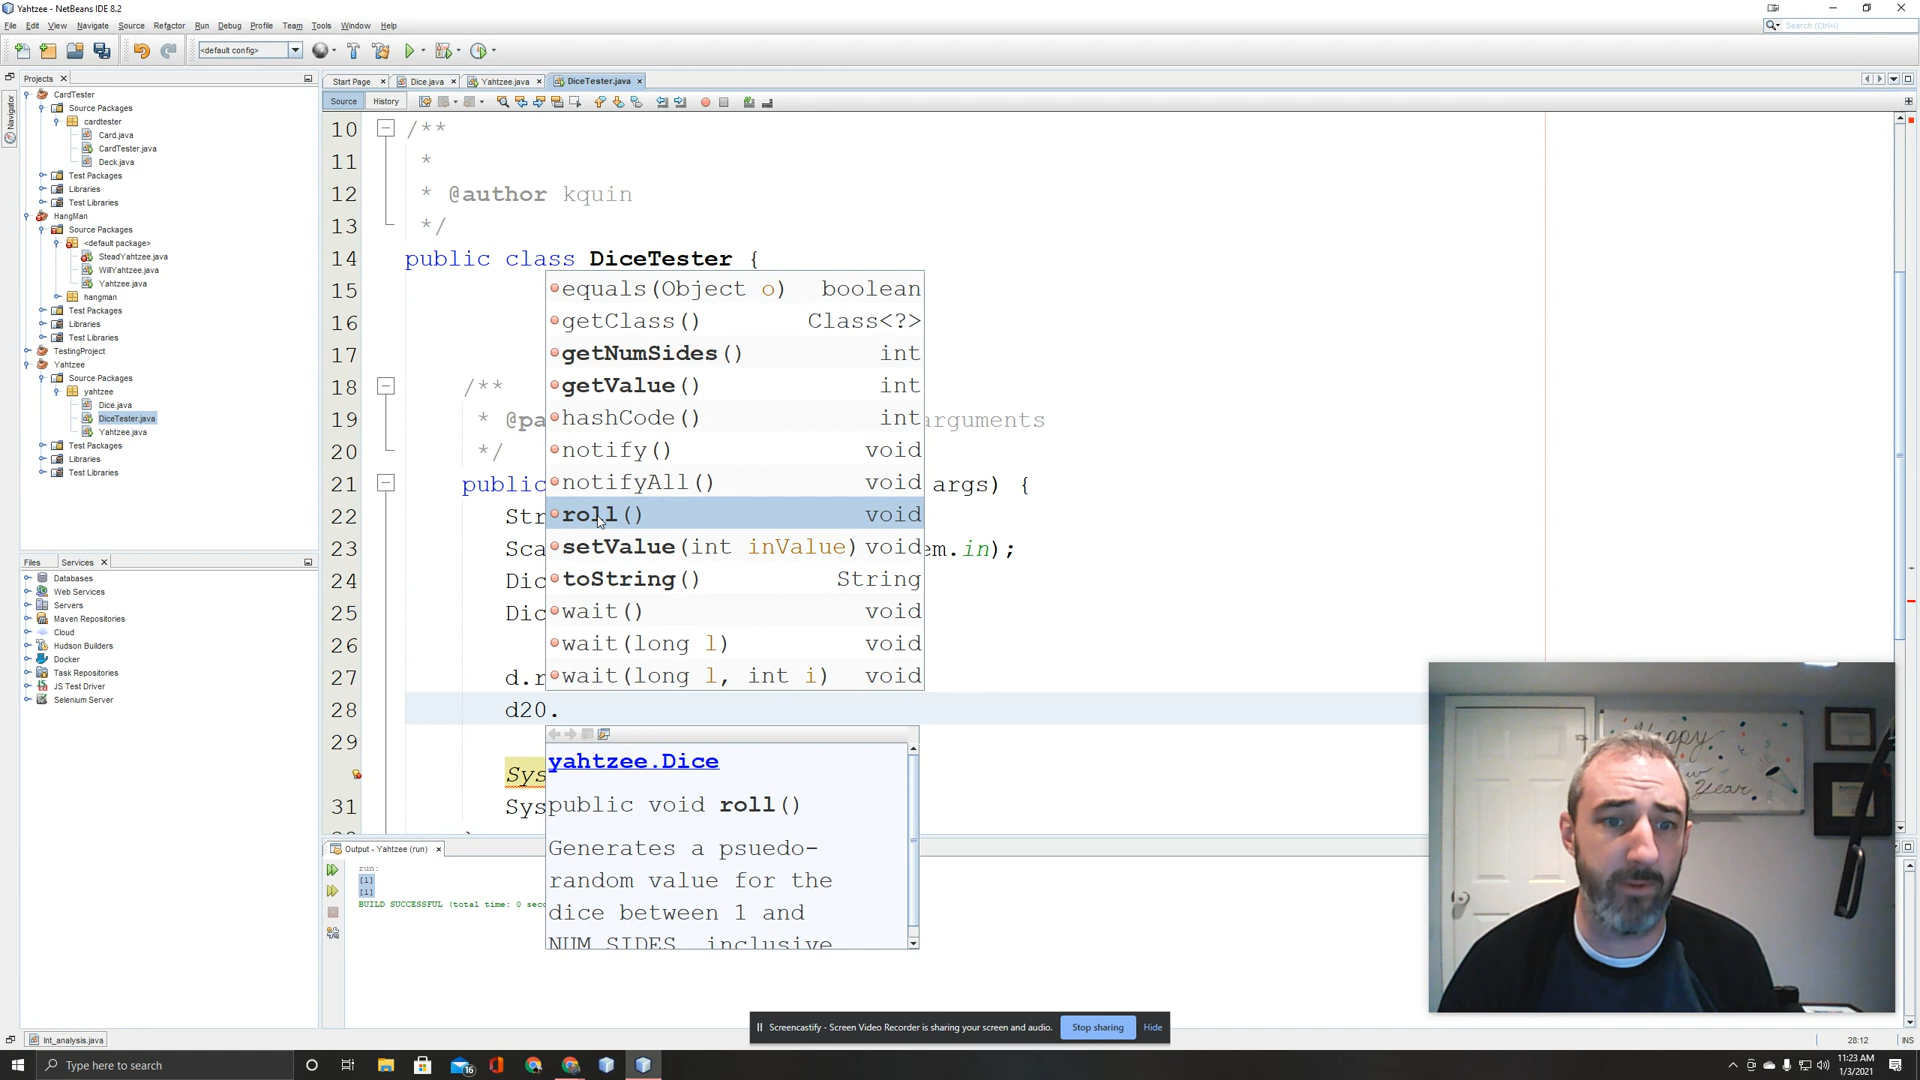 Yahtzee - NetBeans IDE 8.2
File Edit View Navigate Source Refactor Run Debug Profile Team Tools Window Help
Search (Ctrl+I)
<default config>
Projects
CardTester
Source Packages
cardtester
Card.java
CardTester.java
Deck.java
Test Packages
Libraries
Test Libraries
HangMan
Source Packages
<default package>
SteadYahtzee.java
WillYahtzee.java
Yahtzee.java
hangman
Test Packages
Libraries
Test Libraries
TestingProject
Yahtzee
Source Packages
yahtzee
Dice.java
DiceTester.java
Yahtzee.java
Test Packages
Libraries
Test Libraries
Navigator
Files Services
Databases
Web Services
Servers
Maven Repositories
Cloud
Hudson Builders
Docker
Task Repositories
JS Test Driver
Selenium Server
Start Page Dice.java Yahtzee.java DiceTester.java
Source History
10 /**
11 *
12 * @author kquin
13 */
14 public class DiceTester {
15
16
17
18 /**
19 * @pa arguments
20 */
21 public args) {
22 Str
23 Sca em.in);
24 Dic
25 Dic
26
27 d.r
28 d20.
29
Sys
31 Sys
equals(Object o) boolean
getClass() Class<?>
getNumSides() int
getValue() int
hashCode() int
notify() void
notifyAll() void
roll() void
setValue(int inValue) void
toString() String
wait() void
wait(long l) void
wait(long l, int i) void
yahtzee.Dice
public void roll()
Generates a psuedo-
random value for the
dice between 1 and
NUM_SIDES, inclusive
Output - Yahtzee (run)
run:
[1]
[1]
BUILD SUCCESSFUL (total time: 0 seco
Happy
New
Year
Screencastify - Screen Video Recorder is sharing your screen and audio. Stop sharing Hide
Int_analysis.java
28:12 INS
Type here to search
16
11:23 AM
1/3/2021